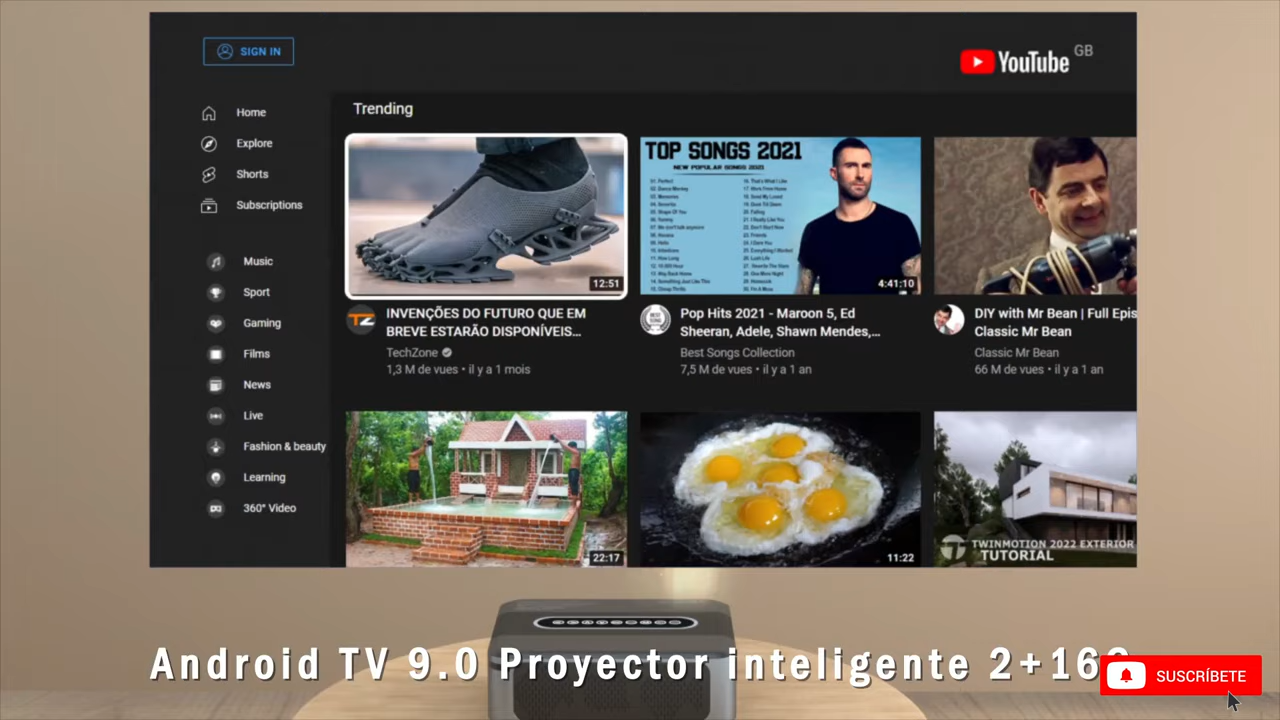 SIGN IN
YouTube GB
Home
Explore
Shorts
Subscriptions
Music
Sport
Gaming
Films
News
Live
Fashion & beauty
Learning
360° Video
Trending
12:51
INVENÇÕES DO FUTURO QUE EM
BREVE ESTARÃO DISPONÍVEIS...
TechZone
1,3 M de vues • il y a 1 mois
TOP SONGS 2021
NEW POPULAR SONGS 2021
4:41:10
BEST SONG
Pop Hits 2021 - Maroon 5, Ed
Sheeran, Adele, Shawn Mendes,...
Best Songs Collection
7,5 M de vues • il y a 1 an
DIY with Mr Bean | Full Epis
Classic Mr Bean
Classic Mr Bean
66 M de vues • il y a 1 an
22:17
11:22
TWINMOTION 2022 EXTERIOR
TUTORIAL
Android TV 9.0 Proyector inteligente 2+16
SUSCRÍBETE